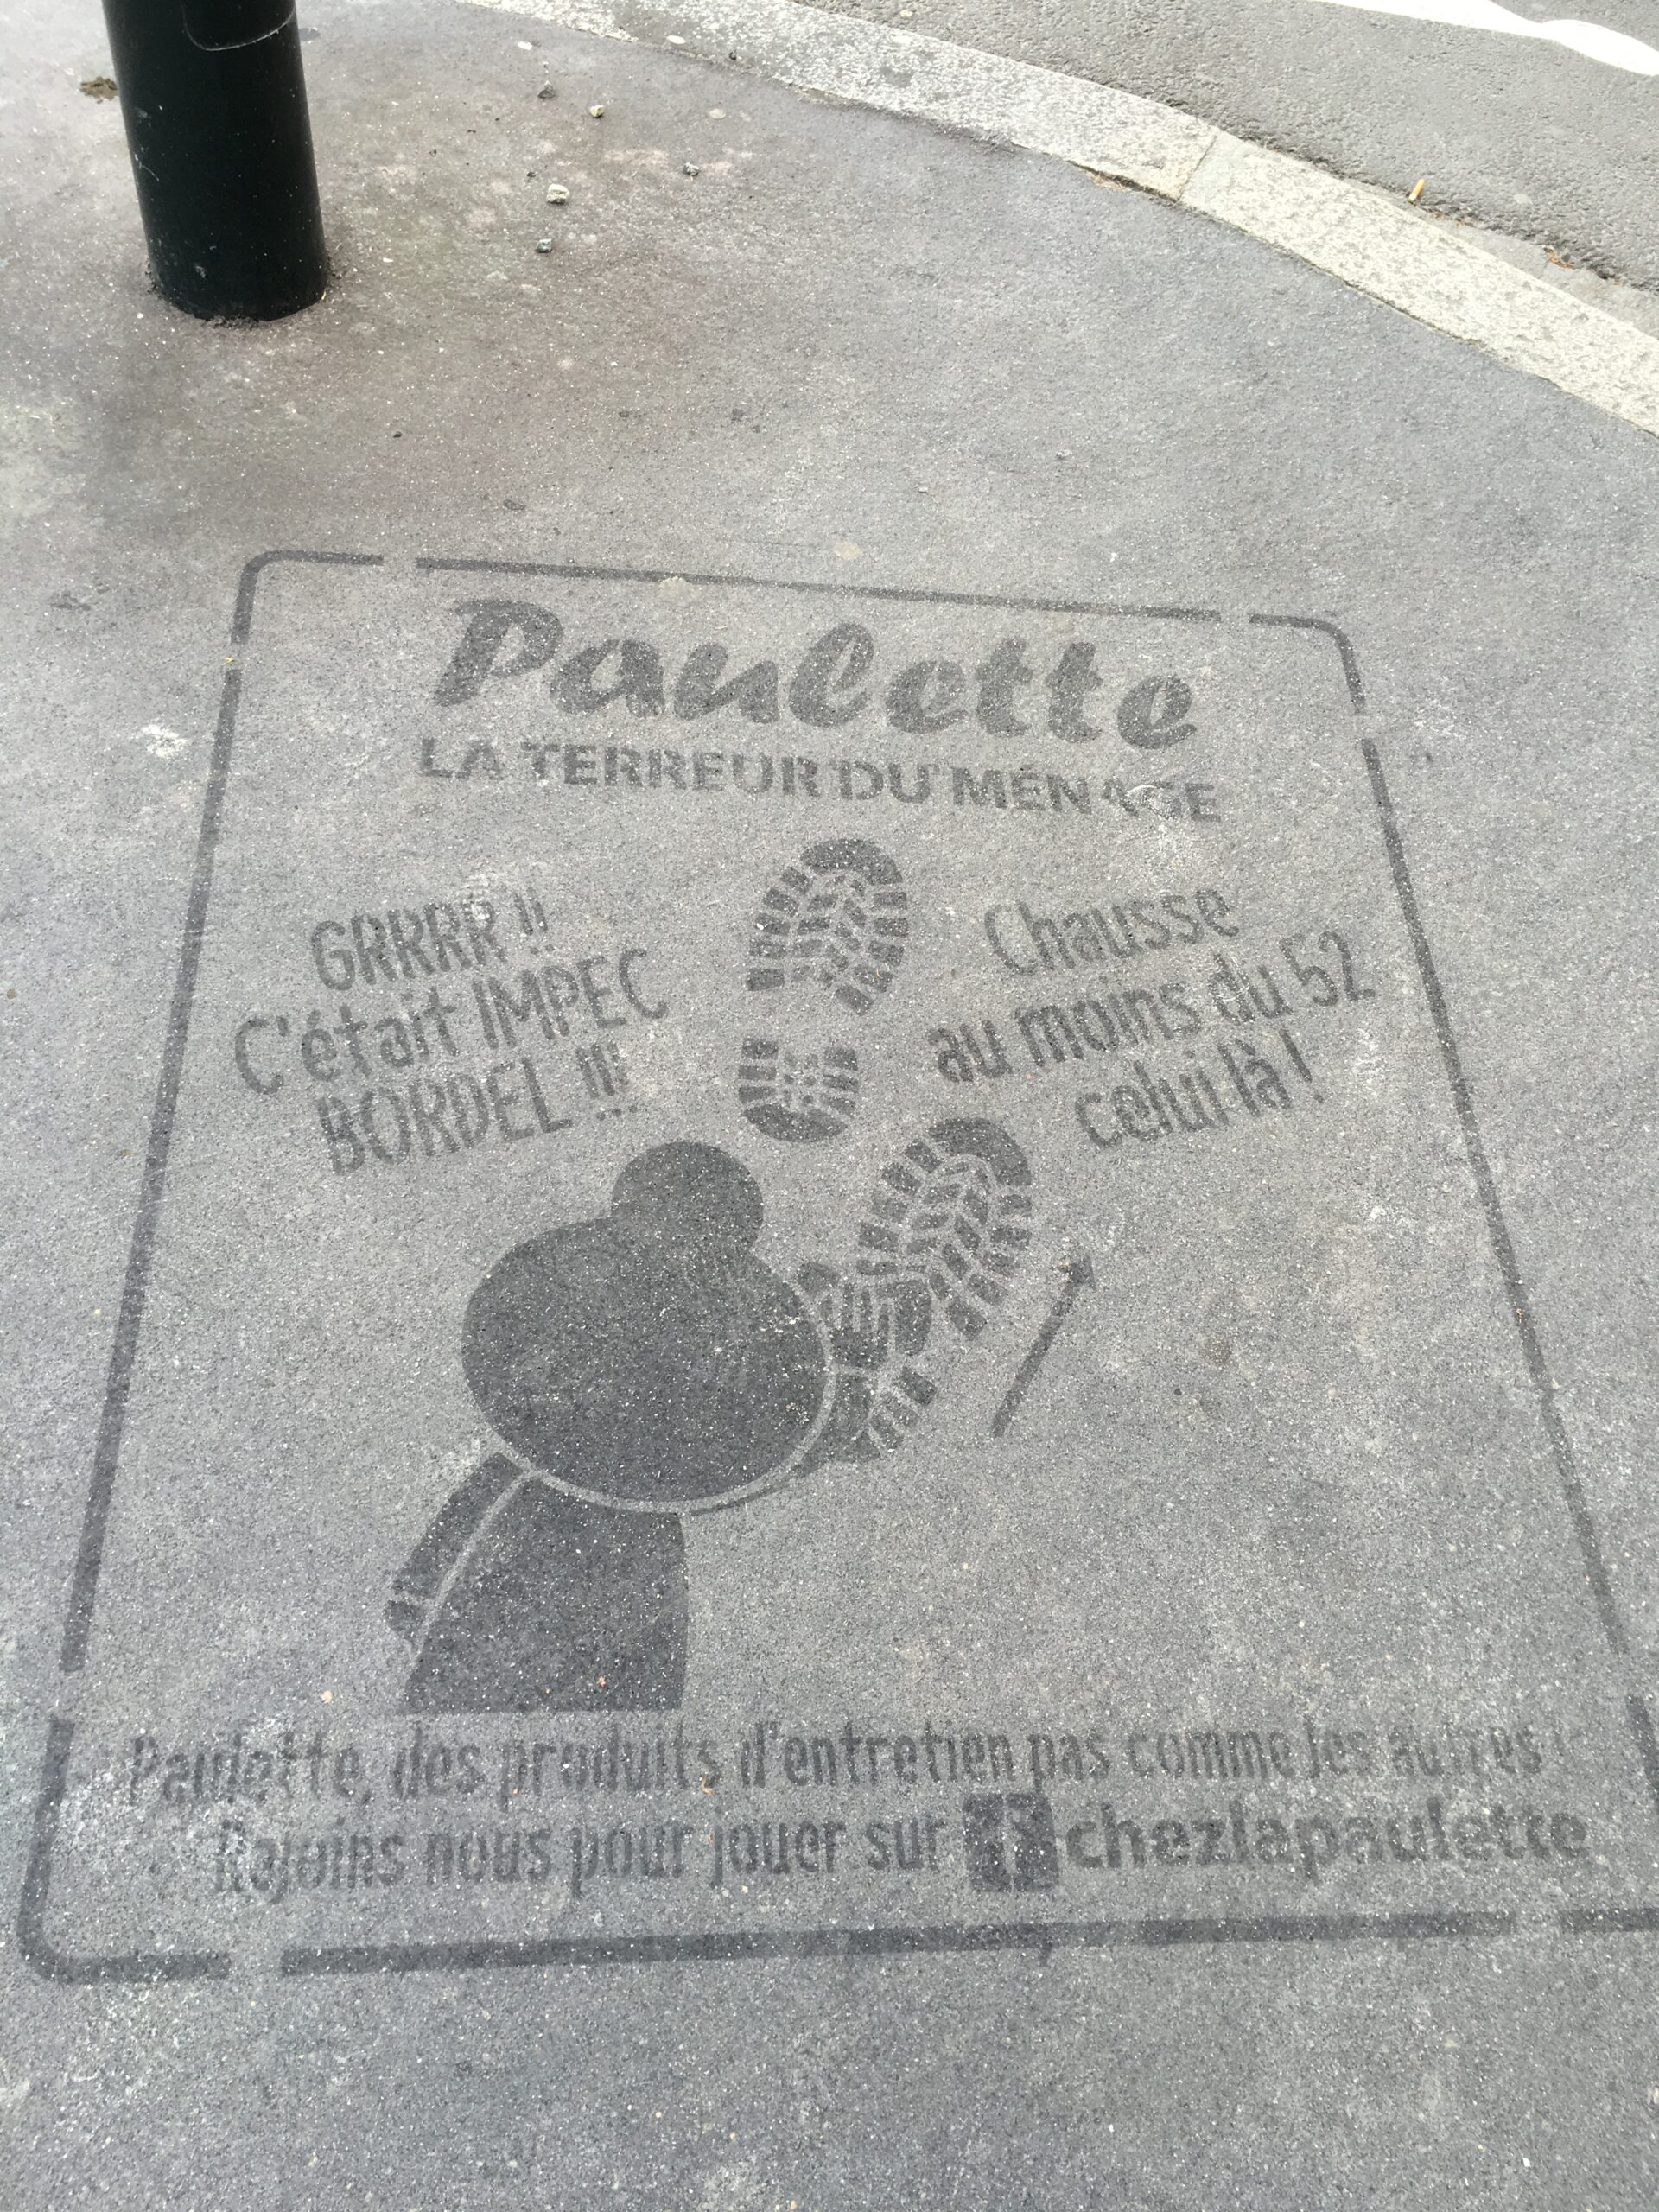 Paulette
LA TERREUR DU MÉNAGE
GRRRR !!
C'était IMPEC
BORDEL !!!
Chausse
au moins du 52
celui là !
Paulette, des produits d'entretien pas comme les autres
Rejoins nous pour jouer sur f chezlapaulette